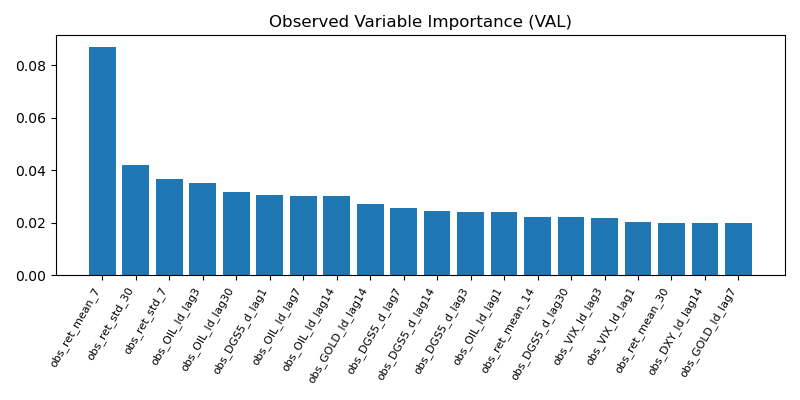 Observed Variable Importance (VAL)
0.08
0.06
0.04
0.02
0.00
obs_ret_mean_7
obs_ret_std_30
obs_ret_std_7
obs_OIL_ld_lag3
obs_OIL_ld_lag30
obs_DGS5_d_lag1
obs_OIL_ld_lag7
obs_OIL_ld_lag14
obs_GOLD_ld_lag14
obs_DGS5_d_lag7
obs_DGS5_d_lag14
obs_DGS5_d_lag3
obs_OIL_ld_lag1
obs_ret_mean_14
obs_DGS5_d_lag30
obs_VIX_ld_lag3
obs_VIX_ld_lag1
obs_ret_mean_30
obs_DXY_ld_lag14
obs_GOLD_ld_lag7